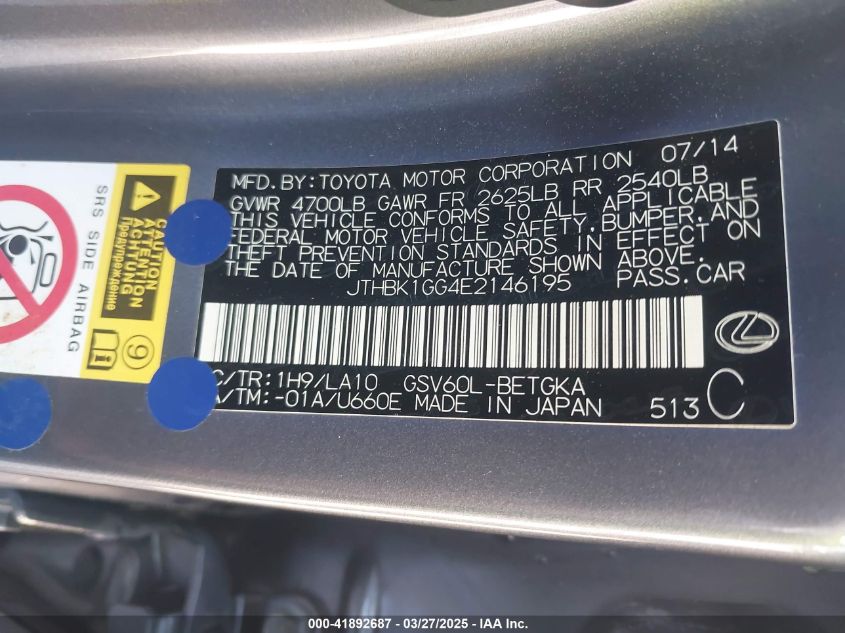 MFD.BY:TOYOTA MOTOR CORPORATION 07/14
GVWR 4700LB GAWR FR 2625LB RR 2540LB
THIS VEHICLE CONFORMS TO ALL APPLICABLE
FEDERAL MOTOR VEHICLE SAFETY,BUMPER,AND
THEFT PREVENTION STANDARDS IN EFFECT ON
THE DATE OF MANUFACTURE SHOWN ABOVE.
JTHBK1GG4E2146195 PASS.CAR
C/TR:1H9/LA10 GSV60L-BETGKA
A/TM:-01A/U660E MADE IN JAPAN 513 C
SRS SIDE AIRBAG
CAUTION
ATTENTION
ACHTUNG
Предупреждение
9
000-41892687 - 03/27/2025 - IAA Inc.